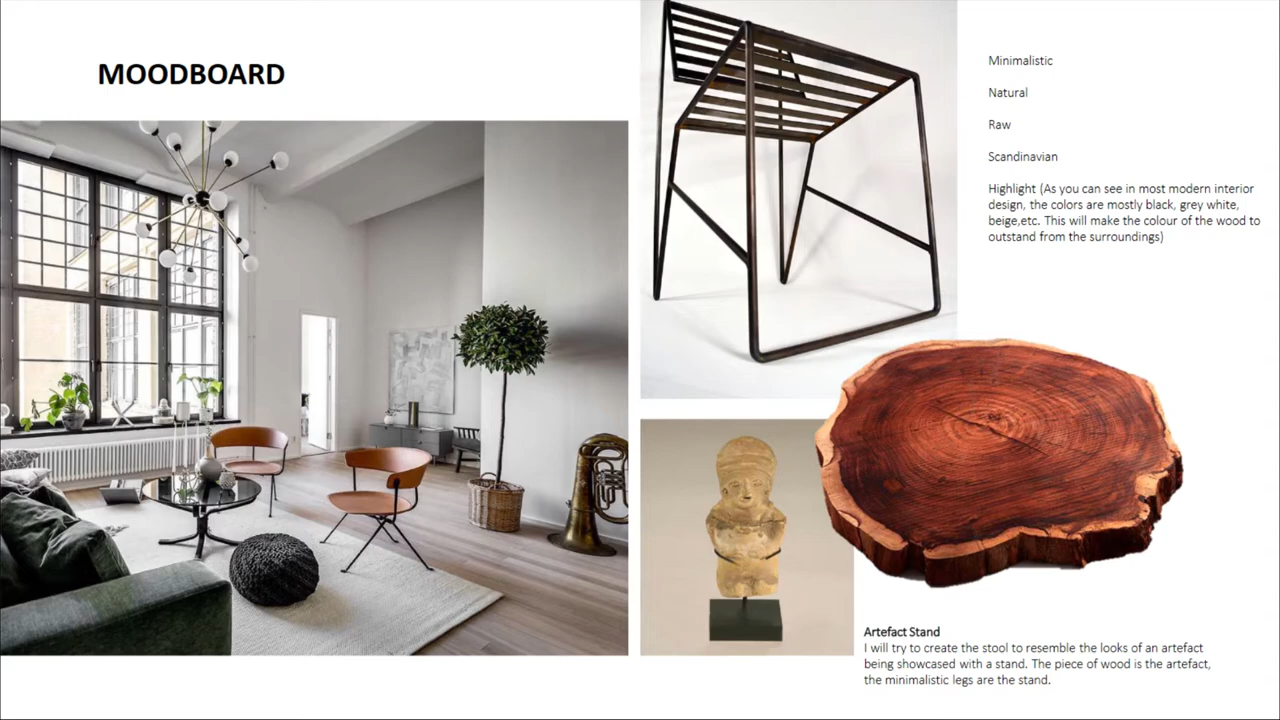 MOODBOARD
Minimalistic
Natural
Raw
Scandinavian
Highlight (As you can see in most modern interior
design, the colors are mostly black, grey white,
beige,etc. This will make the colour of the wood to
outstand from the surroundings)
Artefact Stand
I will try to create the stool to resemble the looks of an artefact
being showcased with a stand. The piece of wood is the artefact,
the minimalistic legs are the stand.